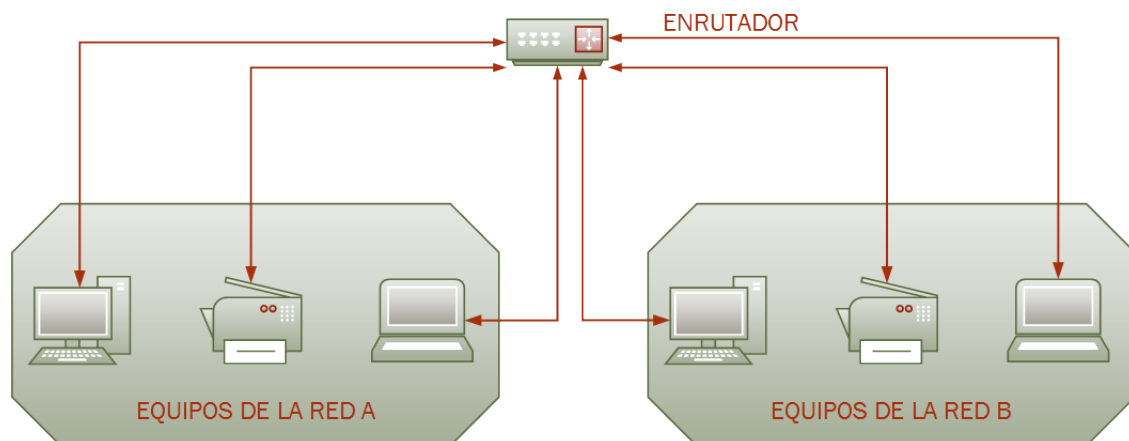 ENRUTADOR
EQUIPOS DE LA RED A
EQUIPOS DE LA RED B